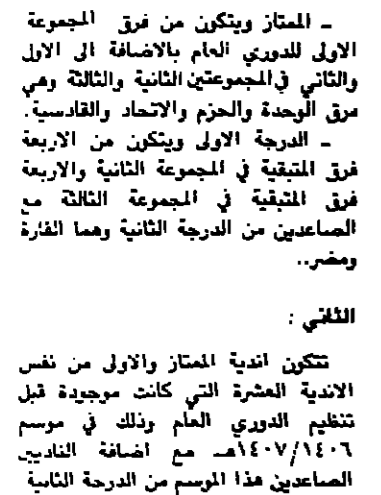 ـ الممتاز ويتكون من فرق المجموعة
الاولى للدوري العام بالاضافة الى الاول
والثاني في المجموعتين الثانية والثالثة وهي
فرق الوحدة والحزم والاتحاد والقادسية.
ـ الدرجة الاولى ويتكون من الاربعة
فرق المتبقية في المجموعة الثانية والاربعة
فرق المتبقية في المجموعة الثالثة مع
الصاعدين من الدرجة الثانية وهما القارة
ومضر..
الثاني :
تتكون اندية الممتاز والاولى من نفس
الاندية العشرة التي كانت موجودة قبل
تنظيم الدوري العام وذلك في موسم
١٤٠٧/١٤٠٦هـ مع اضافة الناديين
الصاعدين هذا الموسم من الدرجة الثانية